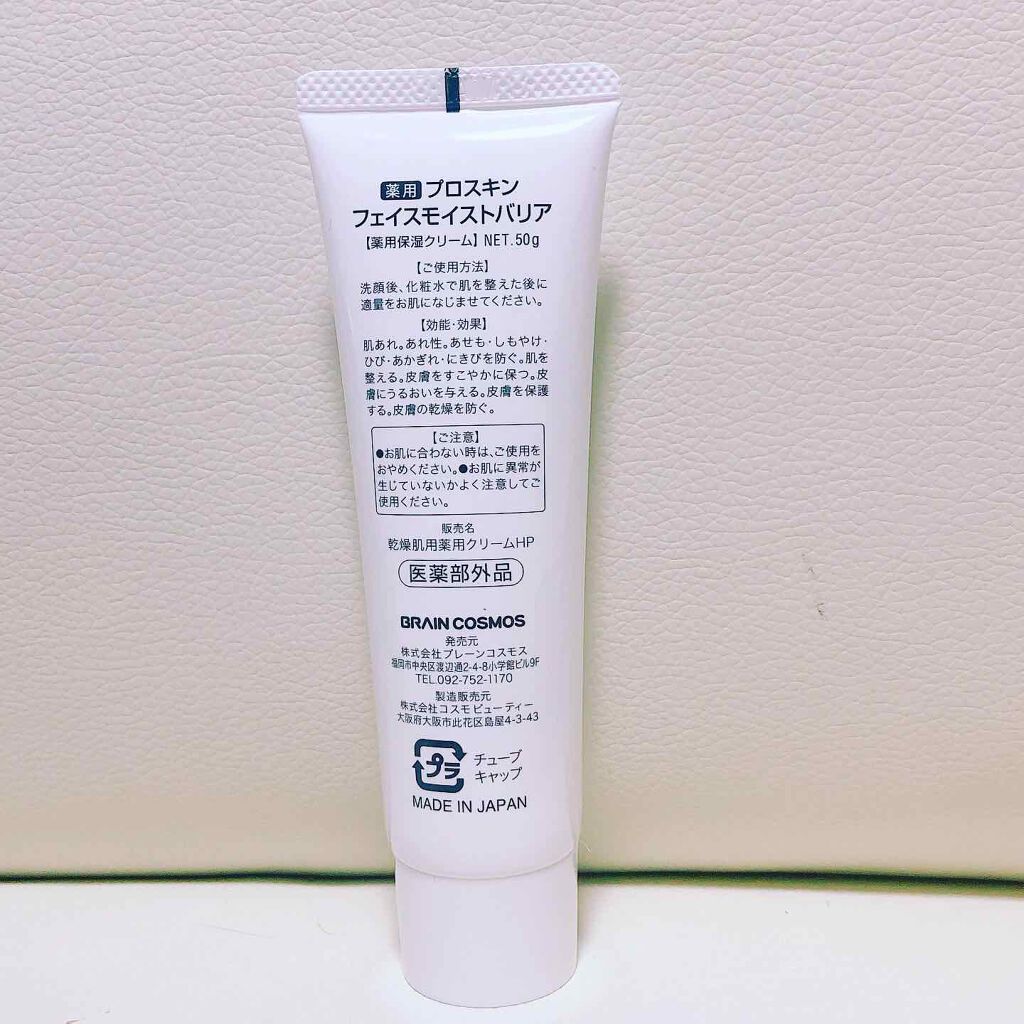 薬用 プロスキン
フェイスモイストバリア
【薬用保湿クリーム】 NET.50g
【ご使用方法】
洗顔後、化粧水で肌を整えた後に
適量をお肌になじませてください。
【効能・効果】
肌あれ。あれ性。あせも・しもやけ・
ひび・あかぎれ・にきびを防ぐ。肌を
整える。皮膚をすこやかに保つ。皮
膚にうるおいを与える。皮膚を保護
する。皮膚の乾燥を防ぐ。
【ご注意】
●お肌に合わない時は、ご使用を
おやめください。●お肌に異常が
生じていないかよく注意してご
使用ください。
販売名
乾燥肌用薬用クリームHP
医薬部外品
BRAIN COSMOS
発売元
株式会社ブレーンコスモス
福岡市中央区渡辺通2-4-8小学館ビル9F
TEL.092-752-1170
製造販売元
株式会社コスモビューティー
大阪府大阪市此花区島屋4-3-43
プラ チューブ
キャップ
MADE IN JAPAN